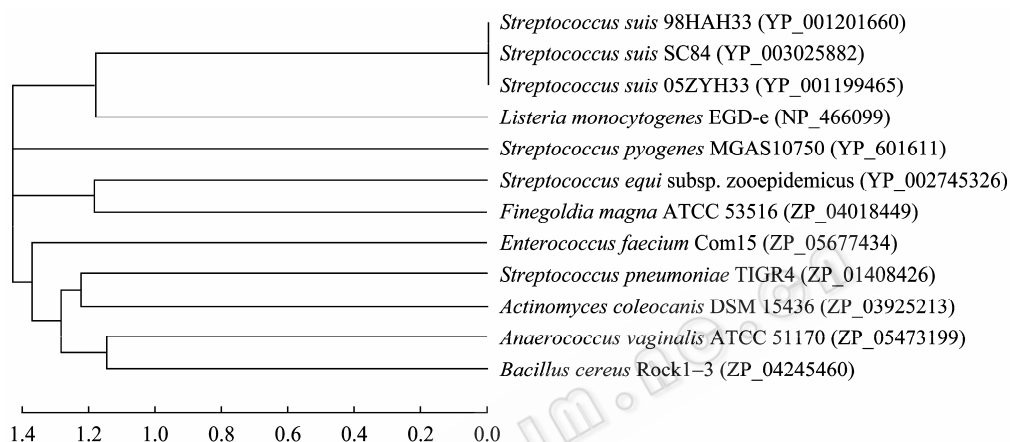 Streptococcus suis 98HAH33 (YP_001201660)
Streptococcus suis SC84 (YP_003025882)
Streptococcus suis 05ZYH33 (YP_001199465)
Listeria monocytogenes EGD-e (NP_466099)
Streptococcus pyogenes MGAS10750 (YP_601611)
Streptococcus equi subsp. zooepidemicus (YP_002745326)
Finegoldia magna ATCC 53516 (ZP_04018449)
Enterococcus faecium Com15 (ZP_05677434)
Streptococcus pneumoniae TIGR4 (ZP_01408426)
Actinomyces coleocanis DSM 15436 (ZP_03925213)
Anaerococcus vaginalis ATCC 51170 (ZP_05473199)
Bacillus cereus Rock1–3 (ZP_04245460)
1.4 1.2 1.0 0.8 0.6 0.4 0.2 0.0
im.ac.cn